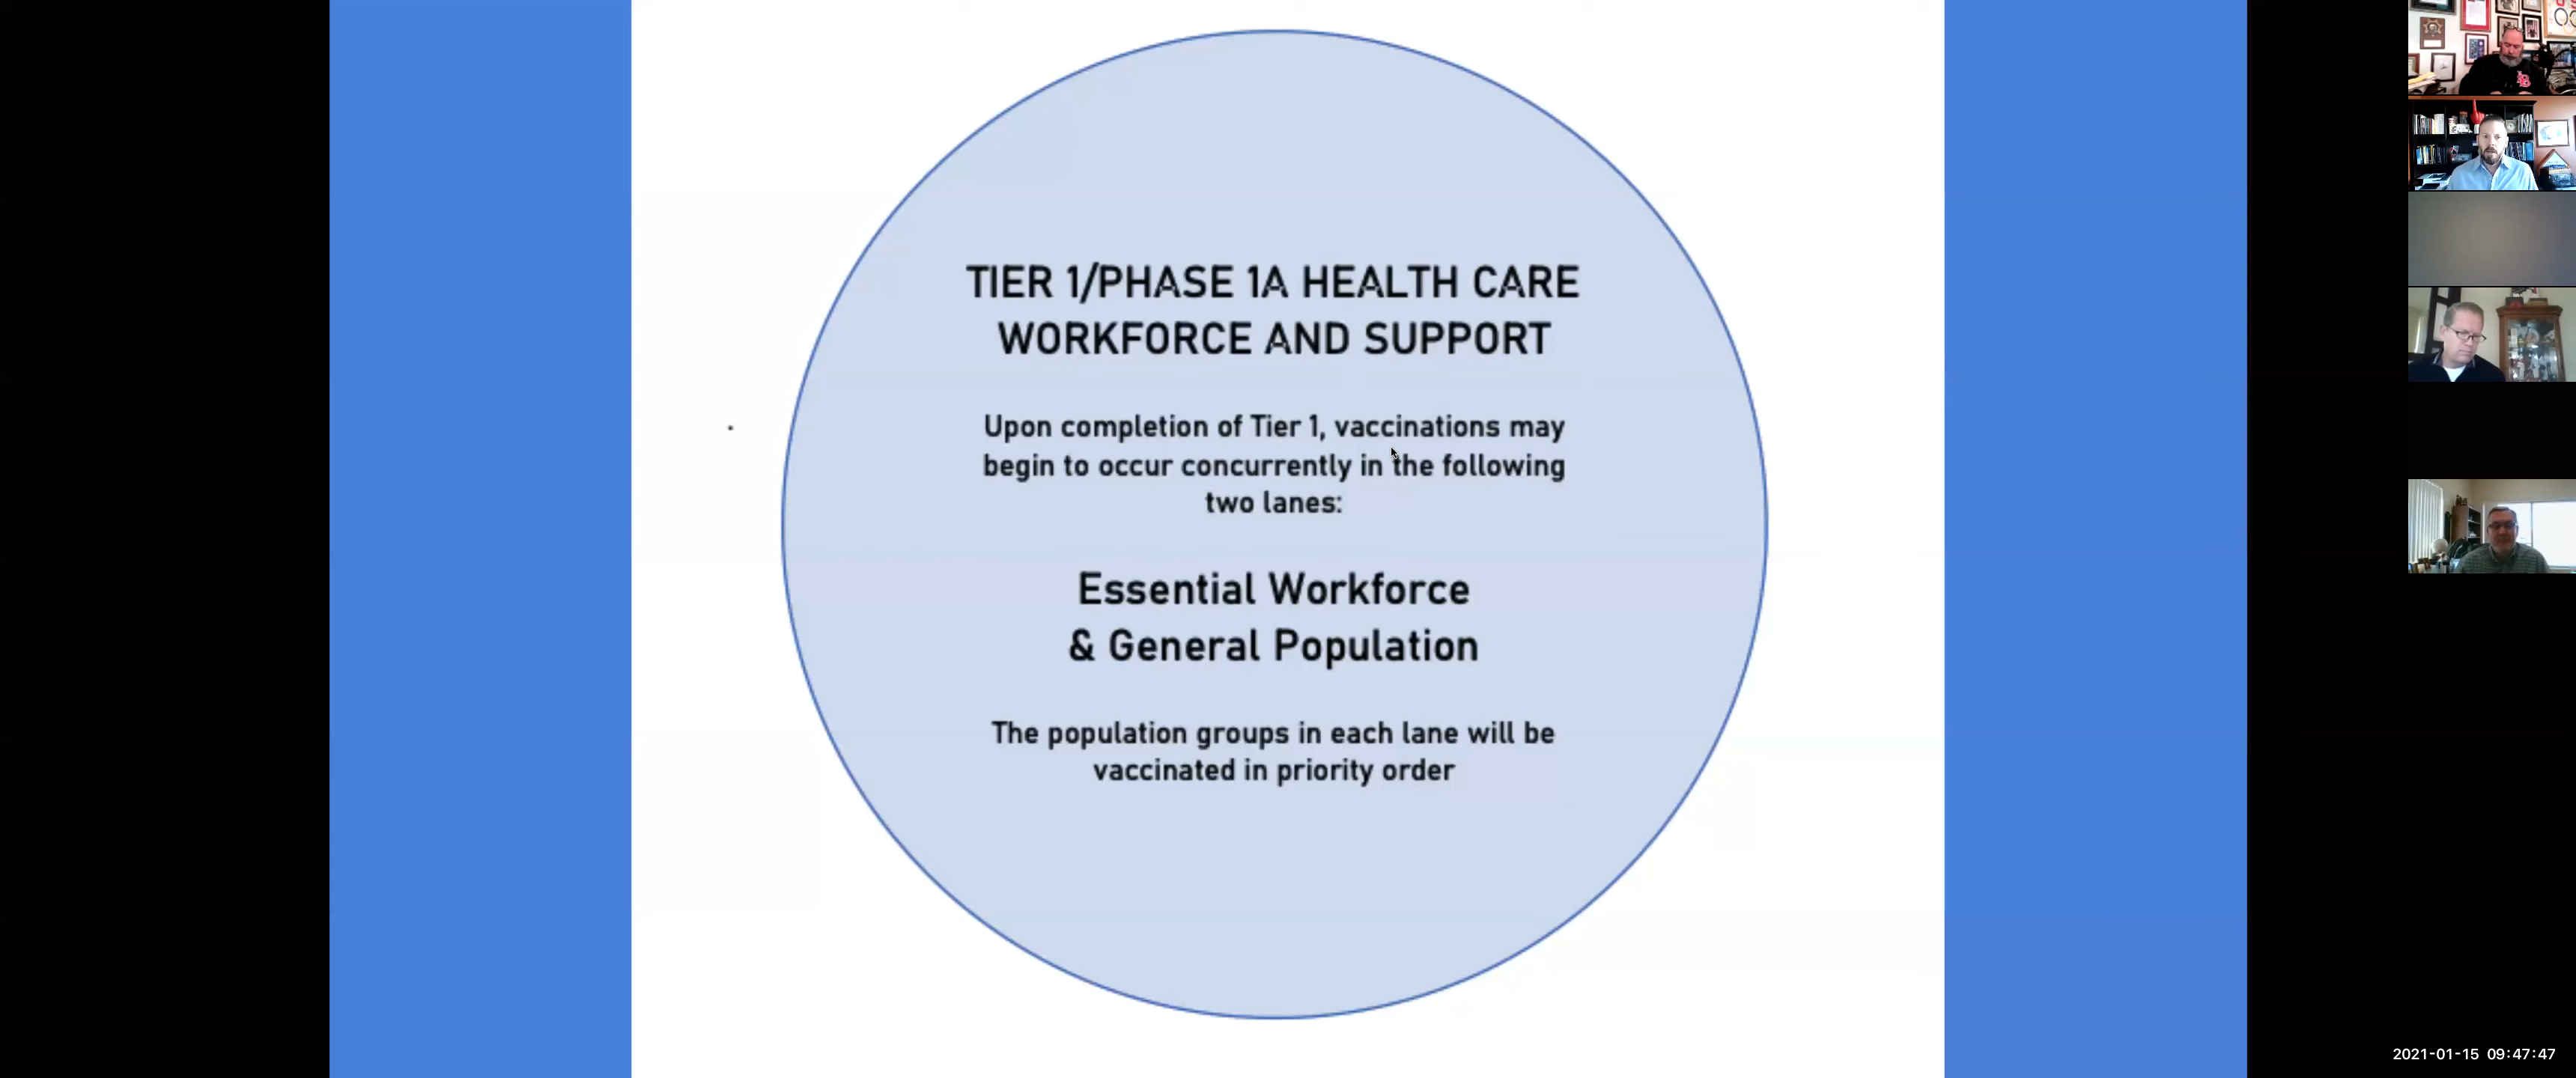 TIER 1/PHASE 1A HEALTH CARE
WORKFORCE AND SUPPORT
Upon completion of Tier 1, vaccinations may
begin to occur concurrently in the following
two lanes:
Essential Workforce
& General Population
The population groups in each lane will be
vaccinated in priority order
2021-01-15 09:47:47